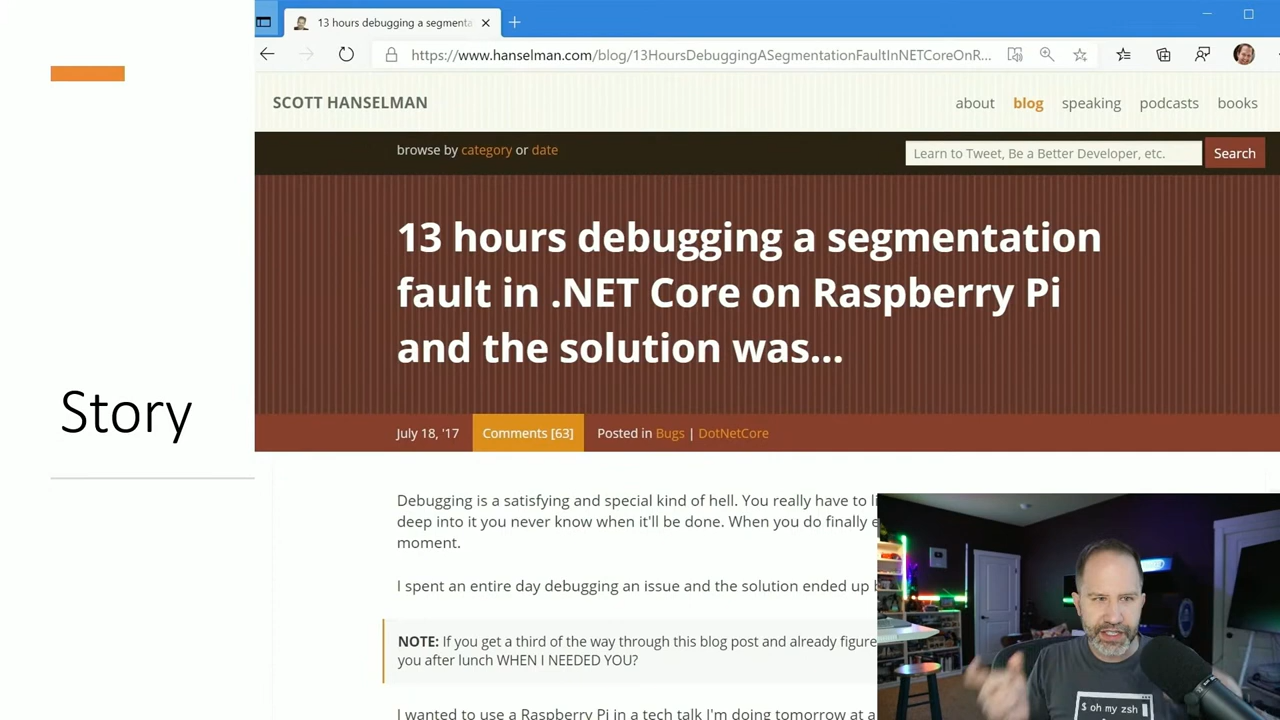 13 hours debugging a segmenta
https://www.hanselman.com/blog/13HoursDebuggingASegmentationFaultInNETCoreOnR...
SCOTT HANSELMAN
about blog speaking podcasts books
browse by category or date
Learn to Tweet, Be a Better Developer, etc. Search
13 hours debugging a segmentation
fault in .NET Core on Raspberry Pi
and the solution was...
Story
July 18, '17 Comments [63] Posted in Bugs | DotNetCore
Debugging is a satisfying and special kind of hell. You really have to li
deep into it you never know when it'll be done. When you do finally e
moment.
I spent an entire day debugging an issue and the solution ended up b
NOTE: If you get a third of the way through this blog post and already figure
you after lunch WHEN I NEEDED YOU?
I wanted to use a Raspberry Pi in a tech talk I'm doing tomorrow at a
$ oh my zsh